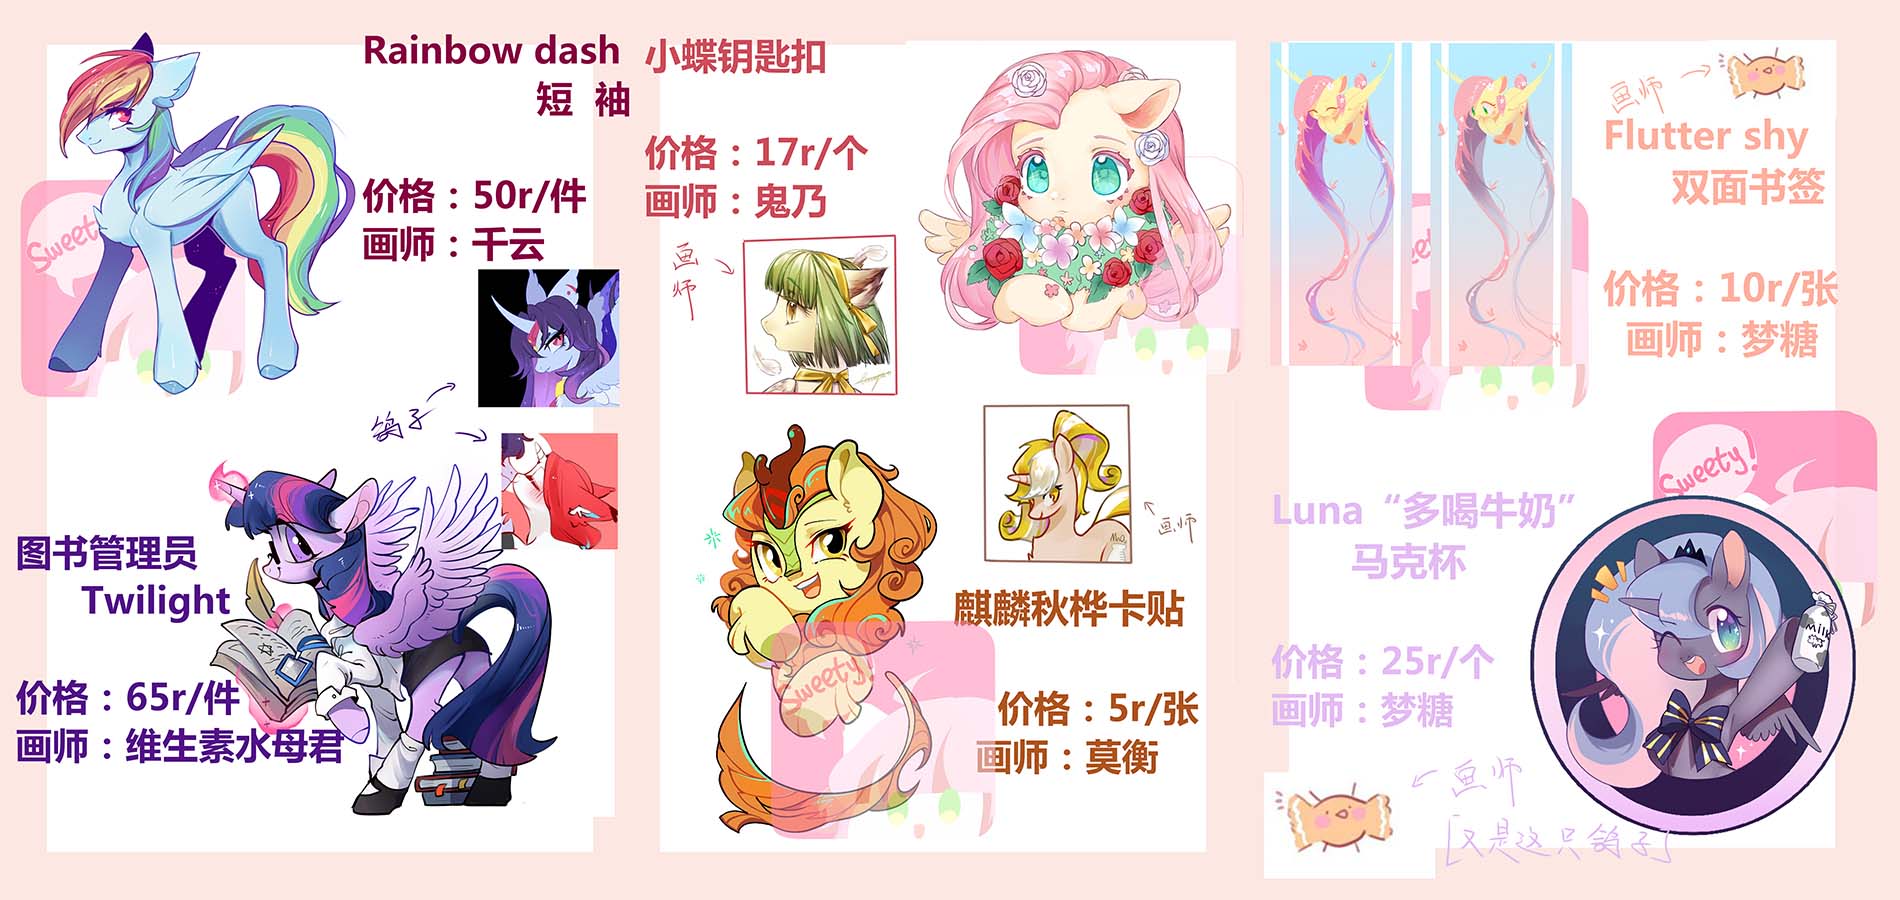 Rainbow dash
短 袖
价格：50r/件
画师：千云
Sweet
鸽子
图书管理员
Twilight
价格：65r/件
画师：维生素水母君
小蝶钥匙扣
价格：17r/个
画师：鬼乃
画师
麒麟秋桦卡贴
价格：5r/张
画师：莫衡
画师
Sweety!
画师
Flutter shy
双面书签
价格：10r/张
画师：梦糖
Sweety!
Luna“多喝牛奶”
马克杯
价格：25r/个
画师：梦糖
Milk
画师
[又是这只鸽子]